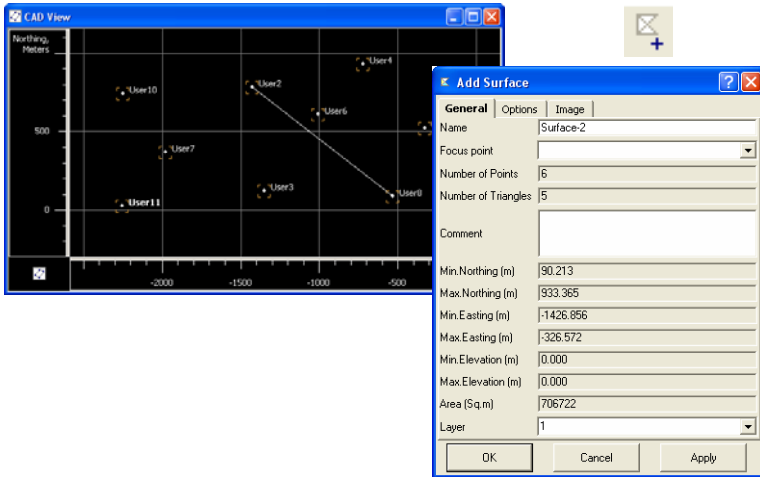 CAD View
Northing,
Meters
User4
User10
User2
User6
500
User7
User3
User0
User11
0
-2000
-1500
-1000
-500
Add Surface
General Options Image
Name Surface-2
Focus point
Number of Points 6
Number of Triangles 5
Comment
Min.Northing (m) 90.213
Max.Northing (m) 933.365
Min.Easting (m) -1426.856
Max.Easting (m) -326.572
Min.Elevation (m) 0.000
Max.Elevation (m) 0.000
Area (Sq.m) 706722
Layer 1
OK Cancel Apply